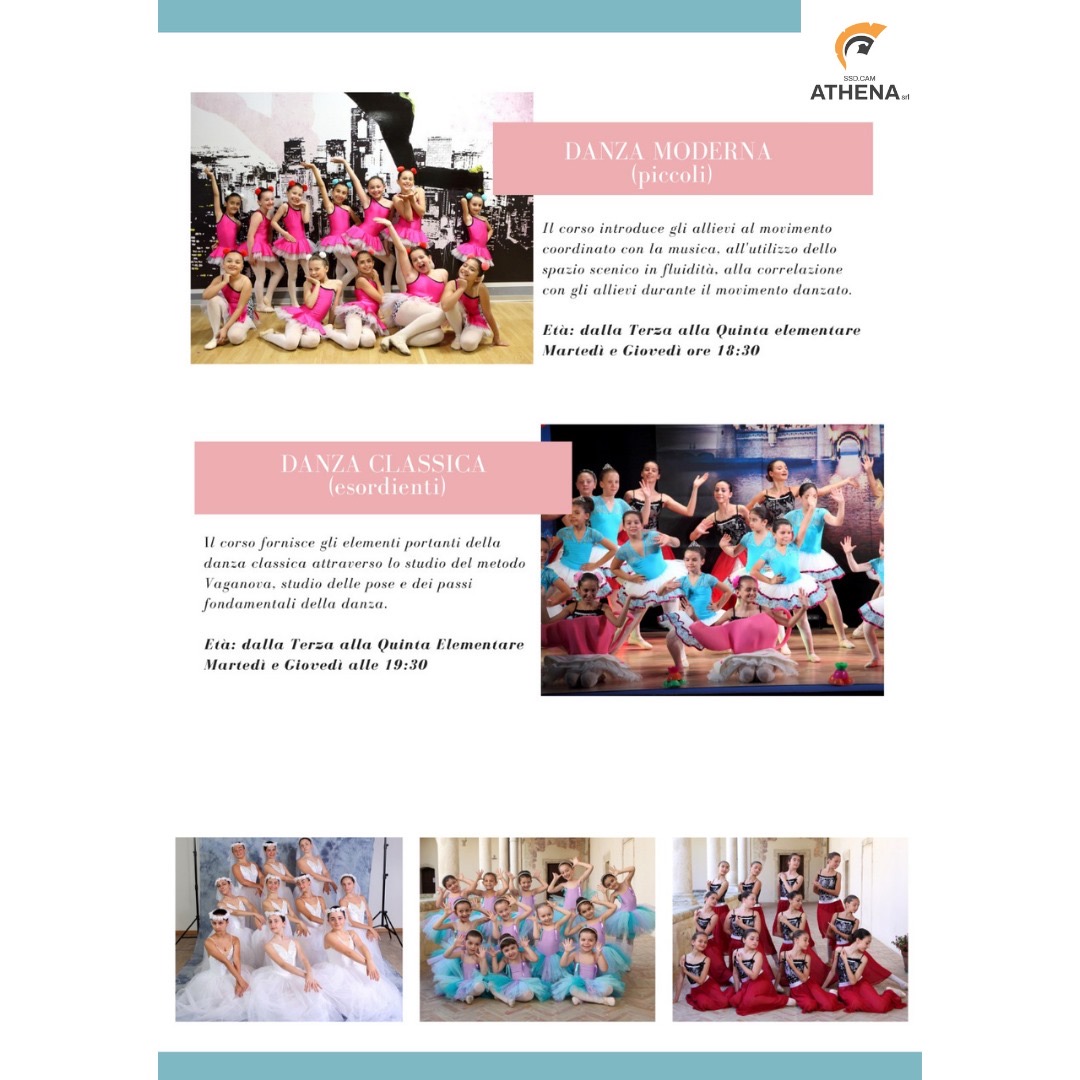 SSD.CAM
ATHENA srl
DANZA MODERNA
(piccoli)
Il corso introduce gli allievi al movimento
coordinato con la musica, all'utilizzo dello
spazio scenico in fluidità, alla correlazione
con gli allievi durante il movimento danzato.
Età: dalla Terza alla Quinta elementare
Martedì e Giovedì ore 18:30
DANZA CLASSICA
(esordienti)
Il corso fornisce gli elementi portanti della
danza classica attraverso lo studio del metodo
Vaganova, studio delle pose e dei passi
fondamentali della danza.
Età: dalla Terza alla Quinta Elementare
Martedì e Giovedì alle 19:30